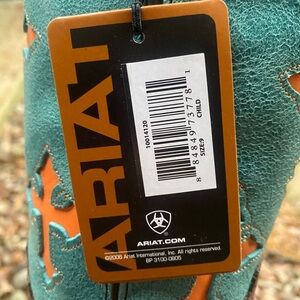 ARIAT
10014120
CHILD
SIZE:9
8 84849 73778 1
ARIAT.COM
©2006 Ariat International, Inc. All rights reserved.
BP 3100-0805